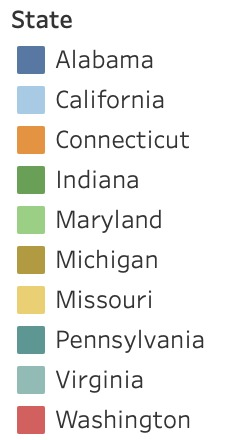 State
Alabama
California
Connecticut
Indiana
Maryland
Michigan
Missouri
Pennsylvania
Virginia
Washington